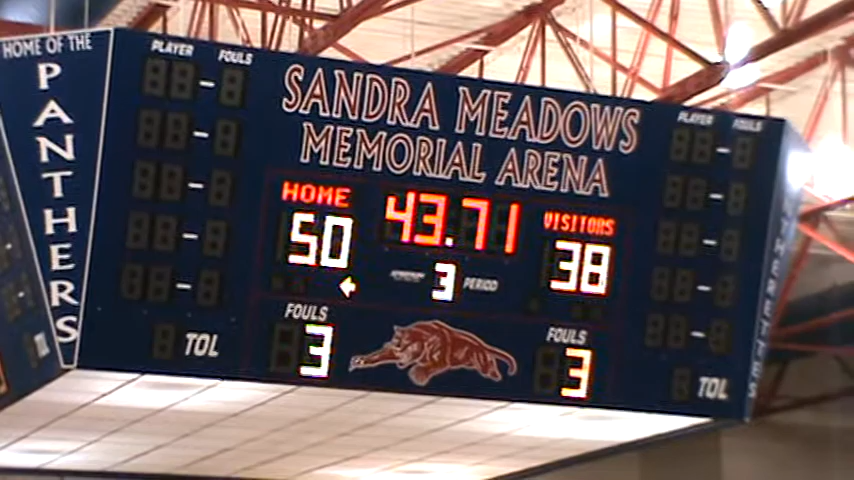 HOME OF THE
PANTHERS
PLAYER FOULS
SANDRA MEADOWS
MEMORIAL ARENA
PLAYER FOULS
HOME 43.71 VISITORS
50 38
3 PERIOD
FOULS FOULS
3 3
TOL TOL
TOL